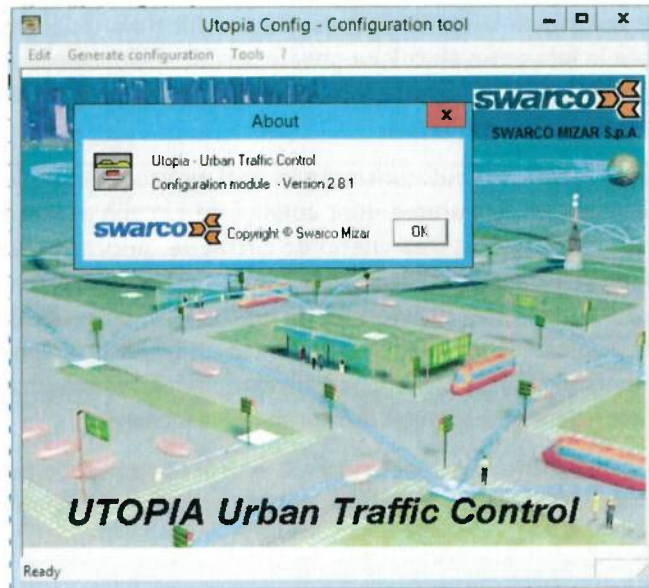 Utopia Config - Configuration tool
Edit Generate configuration Tools ?
swarco
SWARCO MIZAR S.p.A.
About
Utopia - Urban Traffic Control
Configuration module - Version 2.8.1
swarco Copyright © Swarco Mizar OK
UTOPIA Urban Traffic Control
Ready